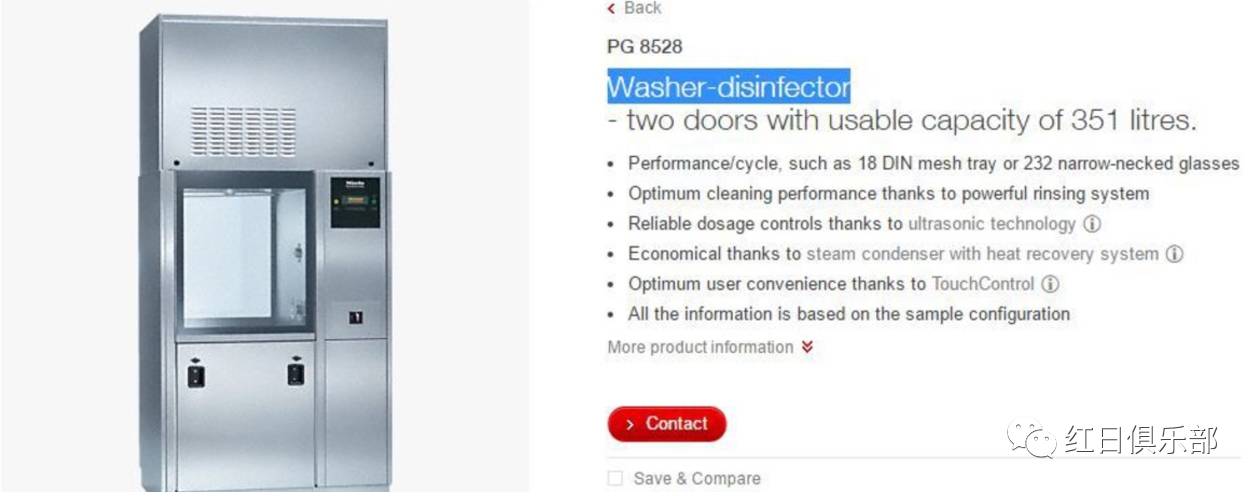 Back
PG 8528
Washer-disinfector
- two doors with usable capacity of 351 litres.
Performance/cycle, such as 18 DIN mesh tray or 232 narrow-necked glasses
Optimum cleaning performance thanks to powerful rinsing system
Reliable dosage controls thanks to ultrasonic technology
Economical thanks to steam condenser with heat recovery system
Optimum user convenience thanks to TouchControl
All the information is based on the sample configuration
More product information
Contact
Save & Compare
Miele
红日俱乐部